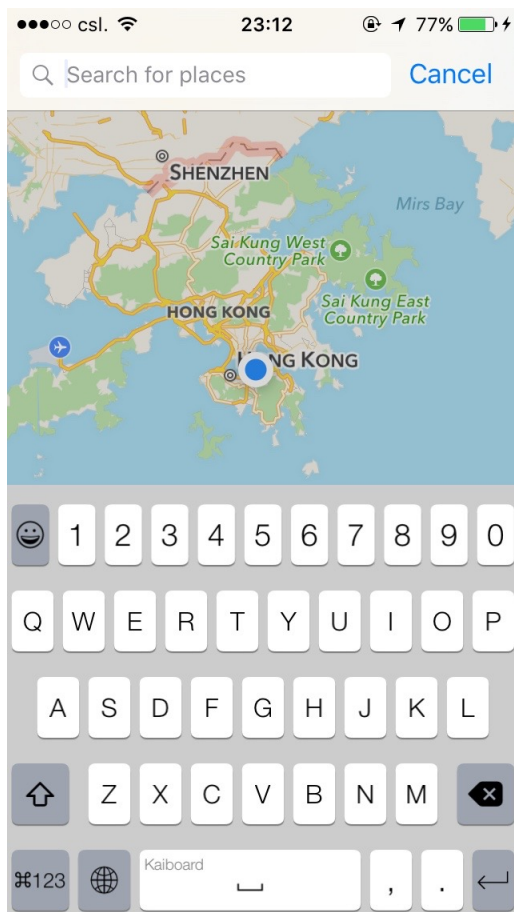 csl. 23:12 77%
Search for places Cancel
SHENZHEN
Mirs Bay
Sai Kung West
Country Park
Sai Kung East
Country Park
HONG KONG
HONG KONG
1 2 3 4 5 6 7 8 9 0
Q W E R T Y U I O P
A S D F G H J K L
Z X C V B N M
⌘123 Kaiboard , .